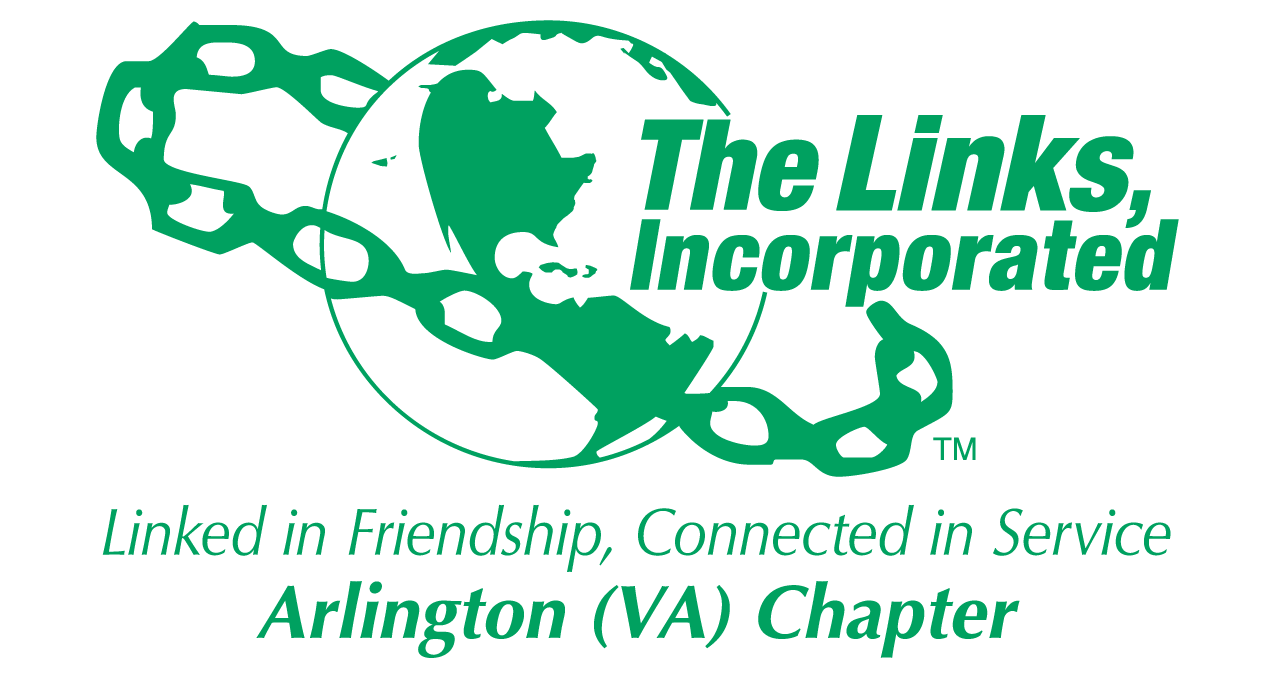 The Links,
Incorporated
TM
Linked in Friendship, Connected in Service
Arlington (VA) Chapter